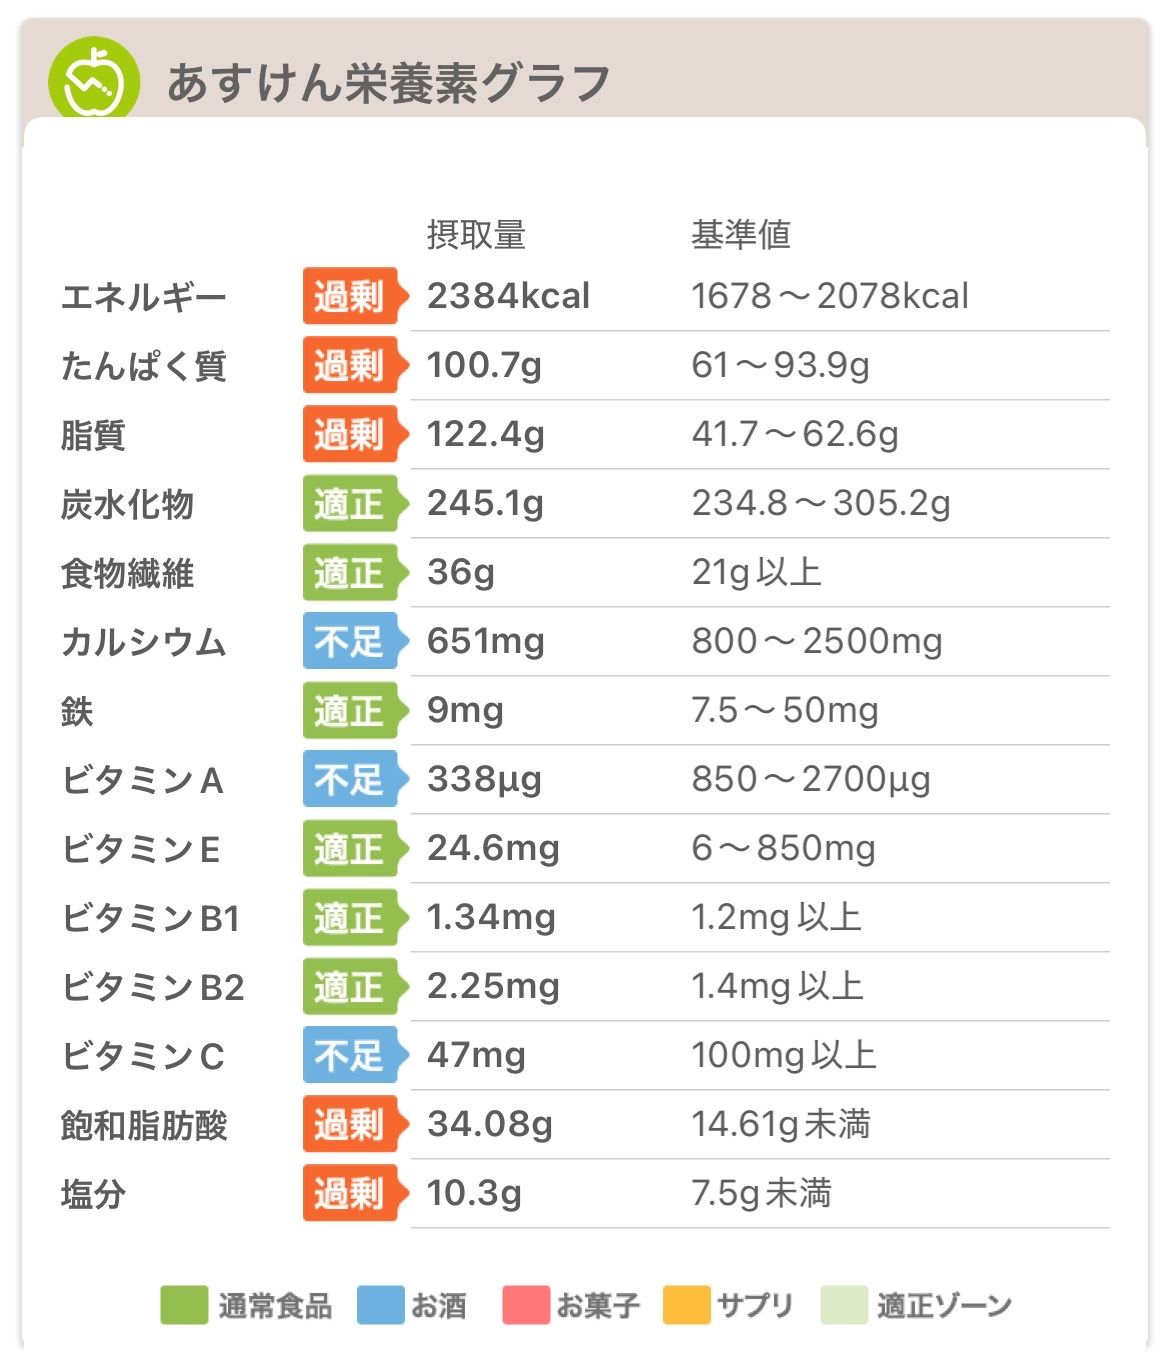 あすけん栄養素グラフ
摂取量 基準値
エネルギー 過剰 2384kcal 1678～2078kcal
たんぱく質 過剰 100.7g 61～93.9g
脂質 過剰 122.4g 41.7～62.6g
炭水化物 適正 245.1g 234.8～305.2g
食物繊維 適正 36g 21g以上
カルシウム 不足 651mg 800～2500mg
鉄 適正 9mg 7.5～50mg
ビタミンA 不足 338μg 850～2700μg
ビタミンE 適正 24.6mg 6～850mg
ビタミンB1 適正 1.34mg 1.2mg以上
ビタミンB2 適正 2.25mg 1.4mg以上
ビタミンC 不足 47mg 100mg以上
飽和脂肪酸 過剰 34.08g 14.61g未満
塩分 過剰 10.3g 7.5g未満
通常食品 お酒 お菓子 サプリ 適正ゾーン